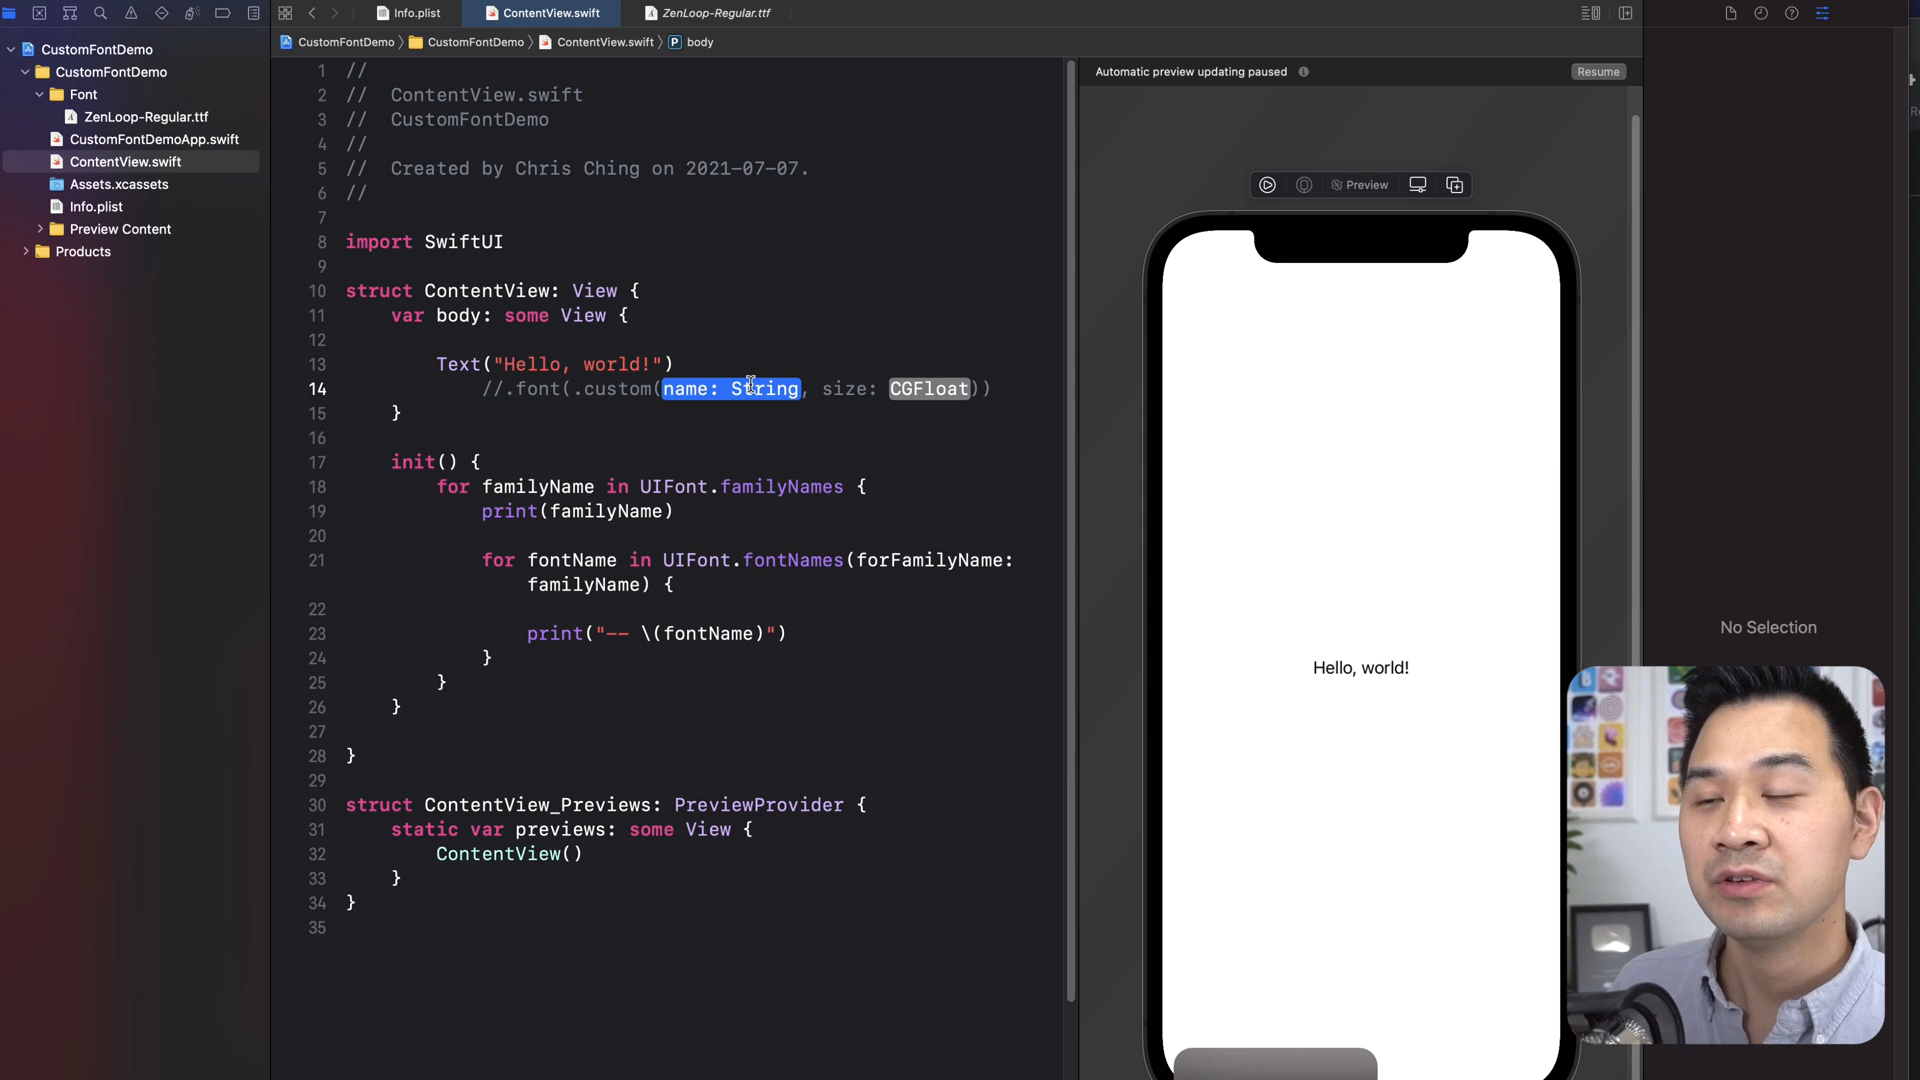 Info.plist
ContentView.swift
ZenLoop-Regular.ttf
CustomFontDemo
CustomFontDemo
Font
ZenLoop-Regular.ttf
CustomFontDemoApp.swift
ContentView.swift
Assets.xcassets
Info.plist
Preview Content
Products
CustomFontDemo
CustomFontDemo
ContentView.swift
P
body
1 //
2 //  ContentView.swift
3 //  CustomFontDemo
4 //
5 //  Created by Chris Ching on 2021-07-07.
6 //
7
8 import SwiftUI
9
10 struct ContentView: View {
11     var body: some View {
12
13         Text("Hello, world!")
14             //.font(.custom(name: String, size: CGFloat))
15     }
16
17     init() {
18         for familyName in UIFont.familyNames {
19             print(familyName)
20
21             for fontName in UIFont.fontNames(forFamilyName:
familyName) {
22
23                 print("-- \(fontName)")
24             }
25         }
26     }
27
28 }
29
30 struct ContentView_Previews: PreviewProvider {
31     static var previews: some View {
32         ContentView()
33     }
34 }
35
Automatic preview updating paused
Resume
Preview
Hello, world!
No Selection